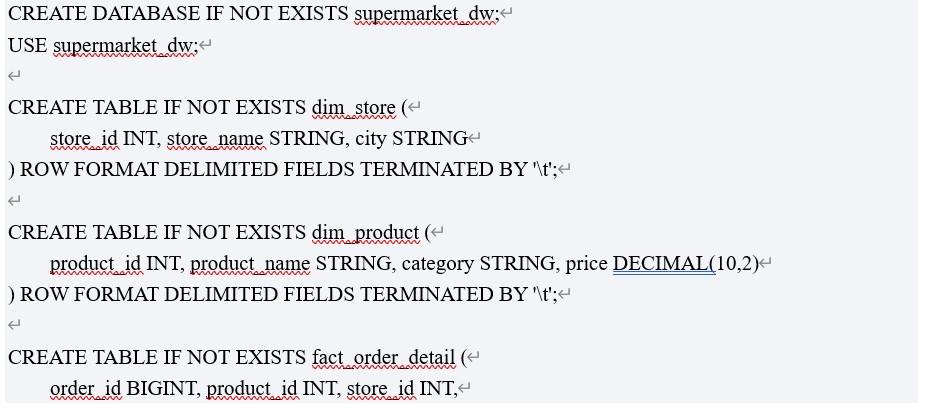 CREATE DATABASE IF NOT EXISTS supermarket_dw;
USE supermarket_dw;
CREATE TABLE IF NOT EXISTS dim_store (
store_id INT, store_name STRING, city STRING
) ROW FORMAT DELIMITED FIELDS TERMINATED BY '\t';
CREATE TABLE IF NOT EXISTS dim_product (
product_id INT, product_name STRING, category STRING, price DECIMAL(10,2)
) ROW FORMAT DELIMITED FIELDS TERMINATED BY '\t';
CREATE TABLE IF NOT EXISTS fact_order_detail (
order_id BIGINT, product_id INT, store_id INT,